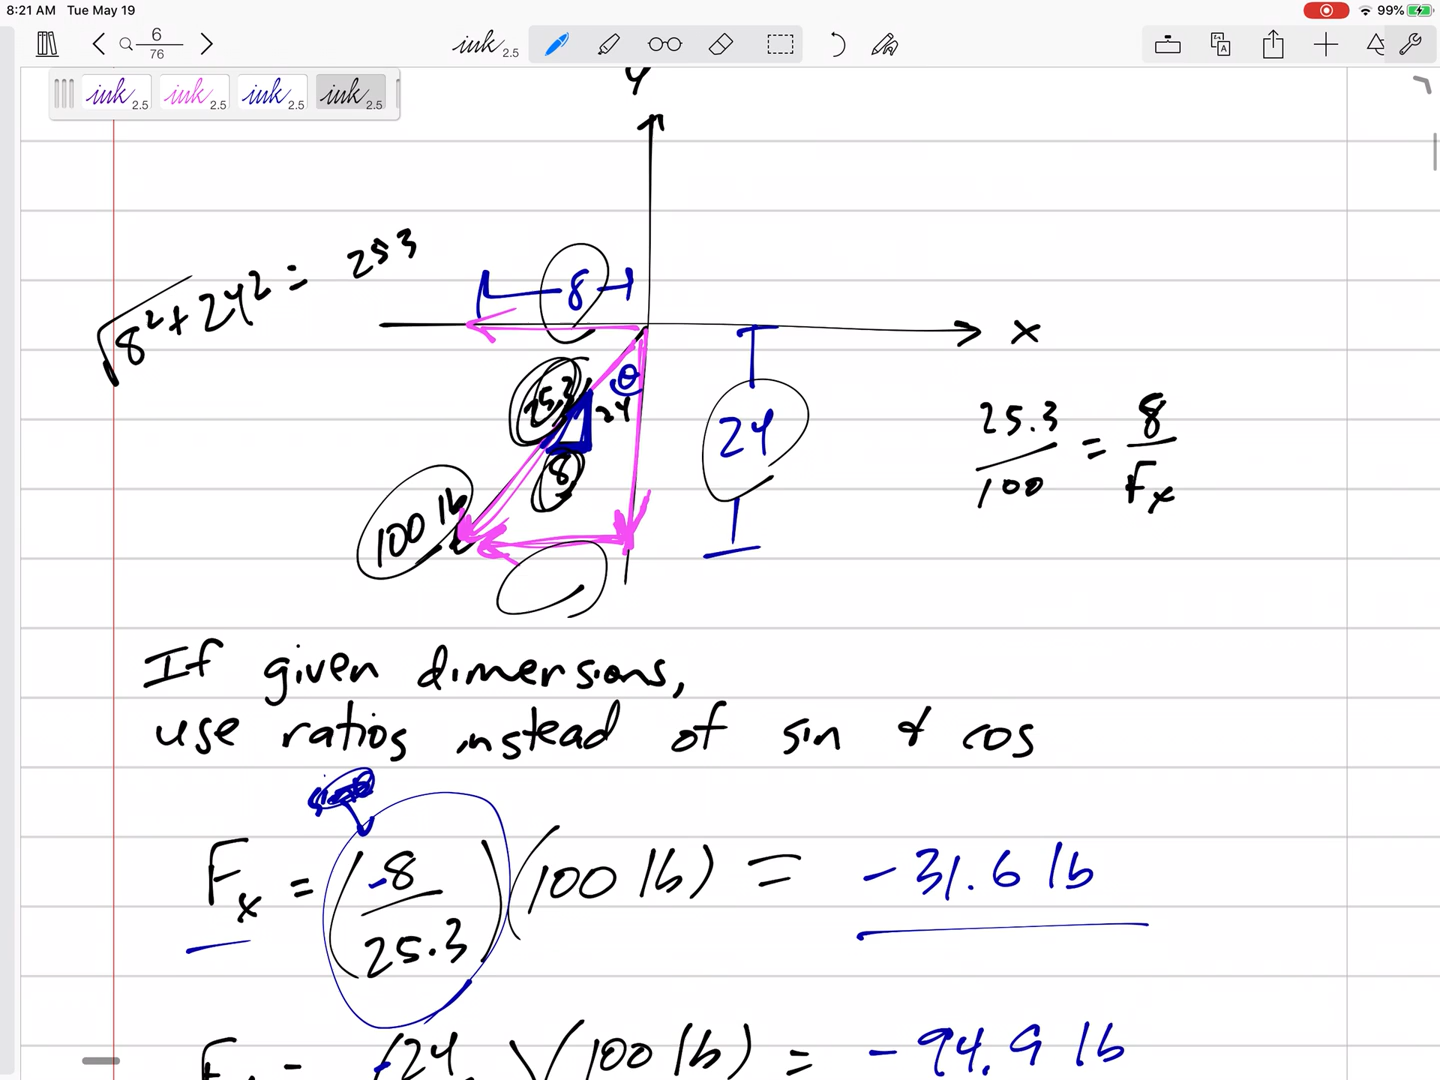 8:21 AM Tue May 19
99%
6
76
ink 2.5
ink 2.5
ink 2.5
ink 2.5
ink 2.5
Y
√8² + 24² = 25.3
8
x
θ
25.3
24
8
24
100 lb
25.3 / 100 = 8 / Fx
If given dimensions,
use ratios instead of sin & cos
Fx = (-8 / 25.3)(100 lb) = -31.6 lb
-24 )(100 lb) = -94.9 lb